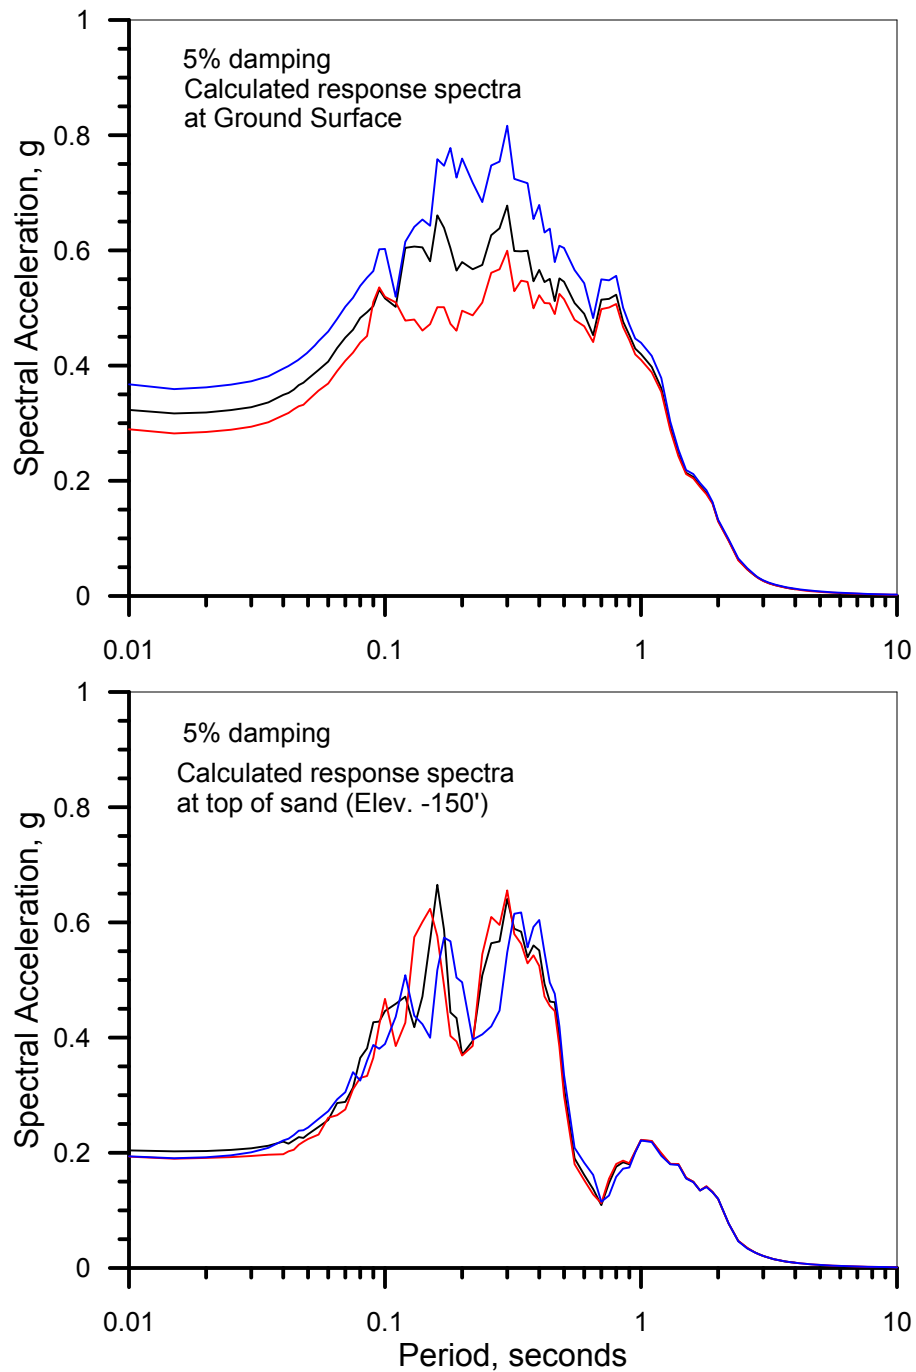 1
5% damping
Calculated response spectra
at Ground Surface
0.8
0.6
0.4
0.2
0
Spectral Acceleration, g
0.01
0.1
1
10
1
5% damping
Calculated response spectra
at top of sand (Elev. -150')
0.8
0.6
0.4
0.2
0
Spectral Acceleration, g
0.01
0.1
1
10
Period, seconds